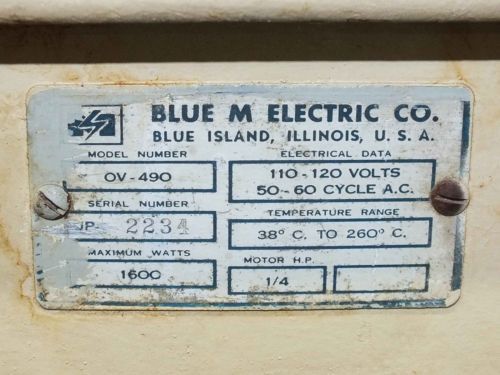 BLUE M ELECTRIC CO.
BLUE ISLAND, ILLINOIS, U. S. A.
MODEL NUMBER
OV-490
ELECTRICAL DATA
110-120 VOLTS
50-60 CYCLE A.C.
SERIAL NUMBER
JP- 2234
TEMPERATURE RANGE
38° C. TO 260° C.
MAXIMUM WATTS
1600
MOTOR H.P.
1/4